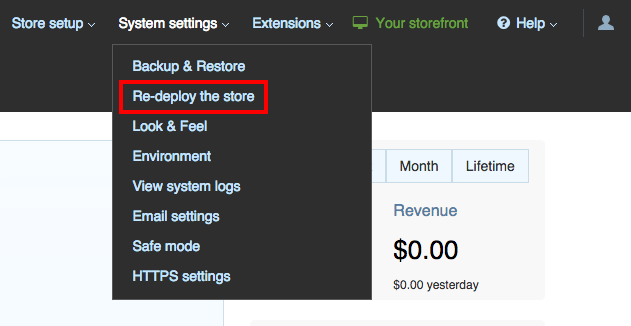 Store setup System settings Extensions Your storefront Help
Backup & Restore
Re-deploy the store
Look & Feel
Environment
View system logs
Email settings
Safe mode
HTTPS settings
Month Lifetime
Revenue
$0.00
$0.00 yesterday